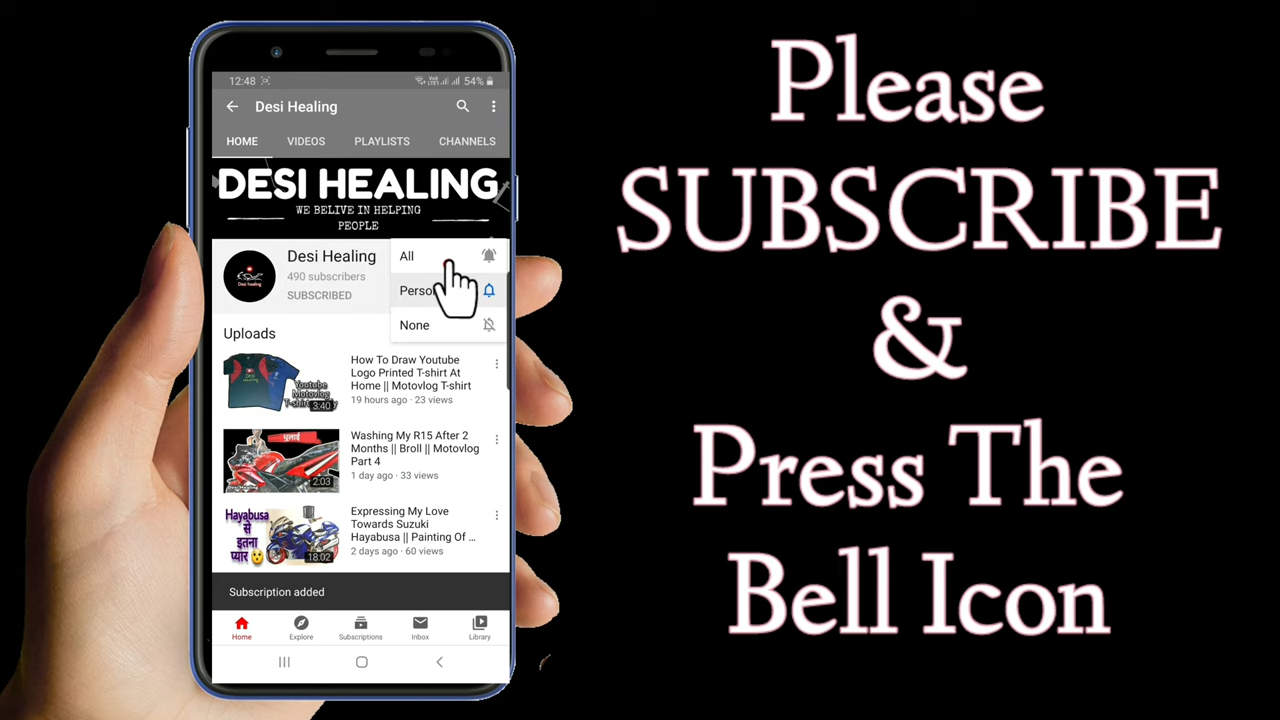 12:48 54%
Desi Healing
HOME VIDEOS PLAYLISTS CHANNELS
DESI HEALING
WE BELIVE IN HELPING
PEOPLE
Desi Healing
490 subscribers
SUBSCRIBED
All
Perso
None
Uploads
How To Draw Youtube
Logo Printed T-shirt At
Home || Motovlog T-shirt
19 hours ago · 23 views
Youtube
Motovlog
3:40
Washing My R15 After 2
Months || Broll || Motovlog
Part 4
1 day ago · 33 views
धुलाई
2:03
Expressing My Love
Towards Suzuki
Hayabusa || Painting Of ...
2 days ago · 60 views
Hayabusa
से
इतना
प्यार
18:02
Subscription added
Home Explore Subscriptions Inbox Library
Please
SUBSCRIBE
&
Press The
Bell Icon